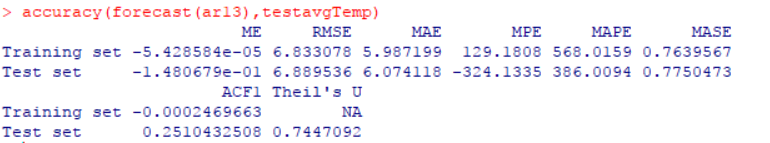 > accuracy(forecast(ar13),testavgTemp)
ME RMSE MAE MPE MAPE MASE
Training set -5.428584e-05 6.833078 5.987199 129.1808 568.0159 0.7639567
Test set -1.480679e-01 6.889536 6.074118 -324.1335 386.0094 0.7750473
ACF1 Theil's U
Training set -0.0002469663 NA
Test set 0.2510432508 0.7447092